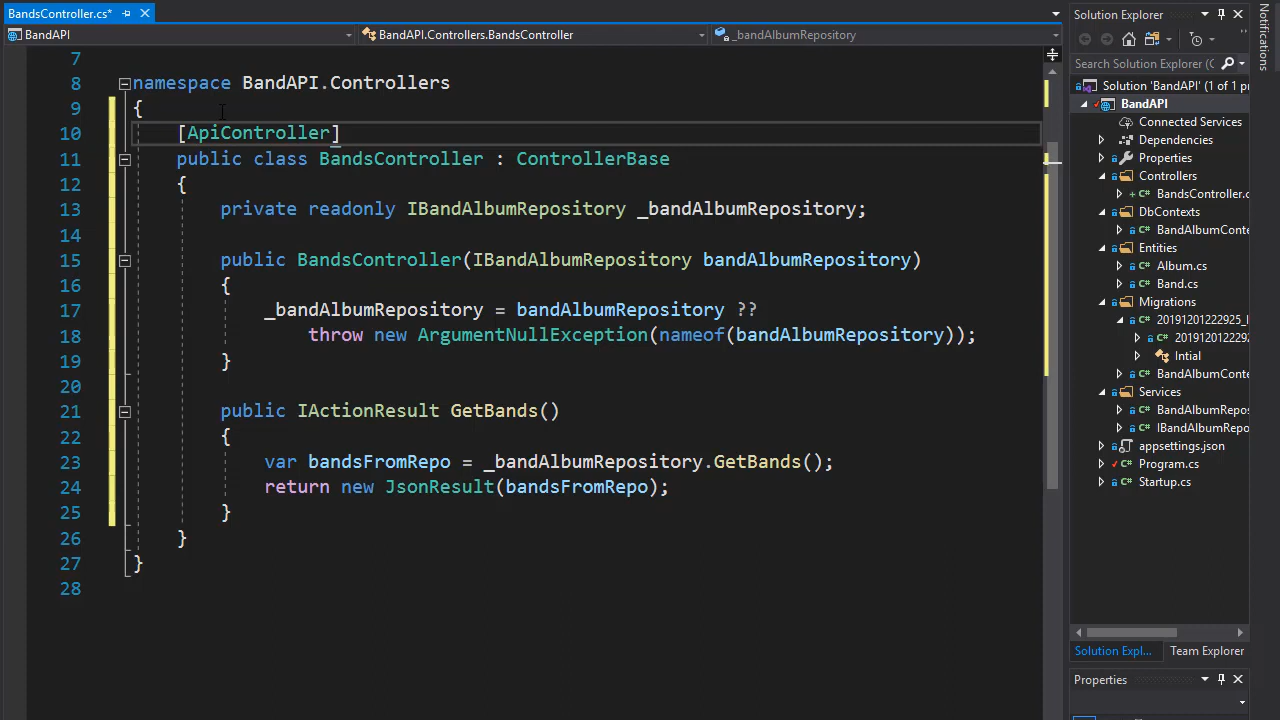 BandsController.cs*
BandAPI
BandAPI.Controllers.BandsController
_bandAlbumRepository
7
8 namespace BandAPI.Controllers
9 {
10 [ApiController]
11 public class BandsController : ControllerBase
12 {
13 private readonly IBandAlbumRepository _bandAlbumRepository;
14
15 public BandsController(IBandAlbumRepository bandAlbumRepository)
16 {
17 _bandAlbumRepository = bandAlbumRepository ??
18 throw new ArgumentNullException(nameof(bandAlbumRepository));
19 }
20
21 public IActionResult GetBands()
22 {
23 var bandsFromRepo = _bandAlbumRepository.GetBands();
24 return new JsonResult(bandsFromRepo);
25 }
26 }
27 }
28
Solution Explorer
Search Solution Explorer (
Solution 'BandAPI' (1 of 1 p
BandAPI
Connected Services
Dependencies
Properties
Controllers
BandsController.c
DbContexts
BandAlbumConte
Entities
Album.cs
Band.cs
Migrations
20191201222925_I
2019120122292
Intial
BandAlbumConte
Services
BandAlbumRepos
IBandAlbumRepo
appsettings.json
Program.cs
Startup.cs
Solution Expl...
Team Explorer
Properties
Notifications